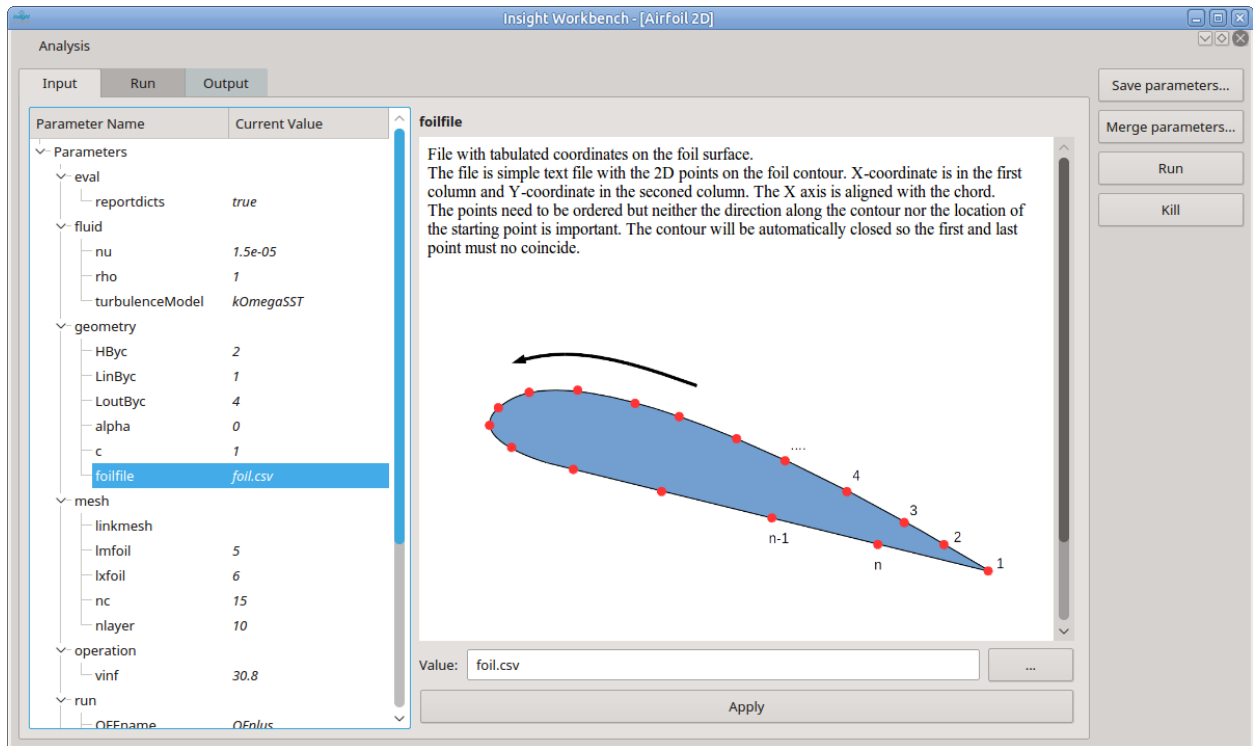 Insight Workbench - [Airfoil 2D]
Analysis
Input Run Output
Parameter Name Current Value
Parameters
eval
reportdicts true
fluid
nu 1.5e-05
rho 1
turbulenceModel kOmegaSST
geometry
HByc 2
LinByc 1
LoutByc 4
alpha 0
c 1
foilfile foil.csv
mesh
linkmesh
lmfoil 5
lxfoil 6
nc 15
nlayer 10
operation
vinf 30.8
run
OFEname OFplus
foilfile
File with tabulated coordinates on the foil surface.
The file is simple text file with the 2D points on the foil contour. X-coordinate is in the first
column and Y-coordinate in the seconed column. The X axis is aligned with the chord.
The points need to be ordered but neither the direction along the contour nor the location of
the starting point is important. The contour will be automatically closed so the first and last
point must no coincide.
....
4
3
2
1
n-1
n
Value: foil.csv ...
Apply
Save parameters...
Merge parameters...
Run
Kill